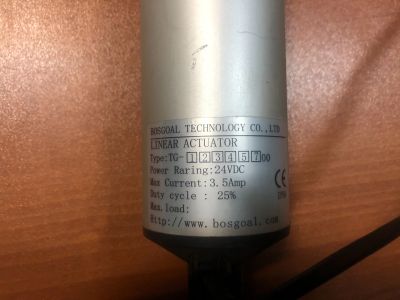 BOSGOAL TECHNOLOGY CO.,LTD
LINEAR ACTUATOR
Type:TG-12345700
Power Raring:24VDC
Max Current:3.5Amp CE
Duty cycle : 25%
Max.load:
Http://www.bosgoal.com